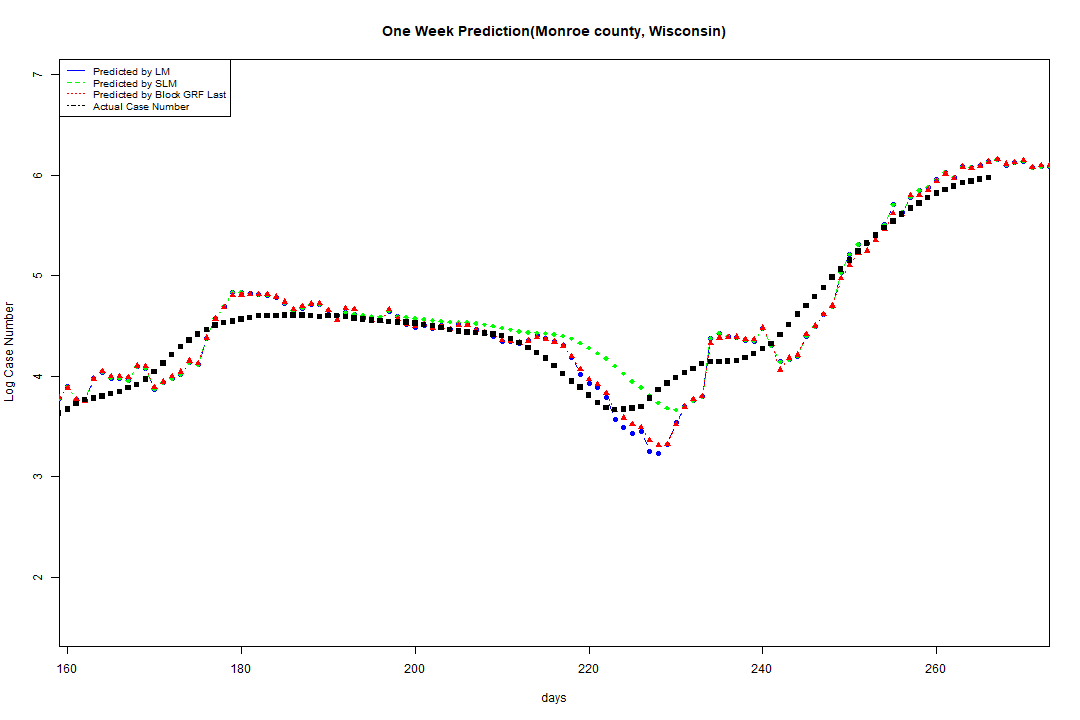 One Week Prediction(Monroe county, Wisconsin)
Predicted by LM
Predicted by SLM
Predicted by Block GRF Last
Actual Case Number
7
6
5
4
3
2
Log Case Number
160 180 200 220 240 260
days